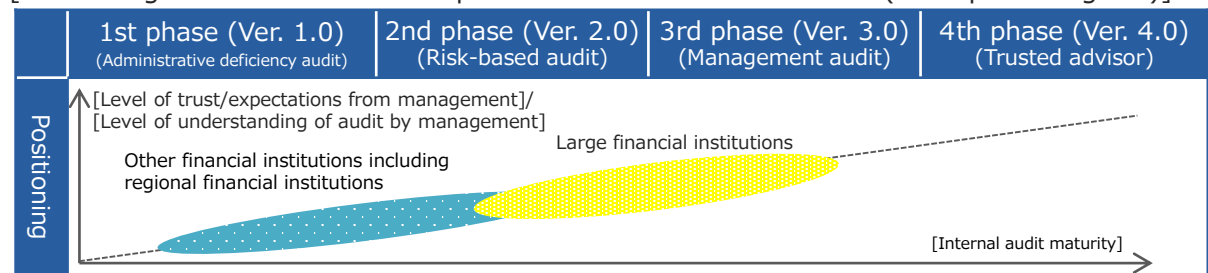 1st phase (Ver. 1.0)
(Administrative deficiency audit)
2nd phase (Ver. 2.0)
(Risk-based audit)
3rd phase (Ver. 3.0)
(Management audit)
4th phase (Ver. 4.0)
(Trusted advisor)
Positioning
[Level of trust/expectations from management]/
[Level of understanding of audit by management]
Large financial institutions
Other financial institutions including
regional financial institutions
[Internal audit maturity]